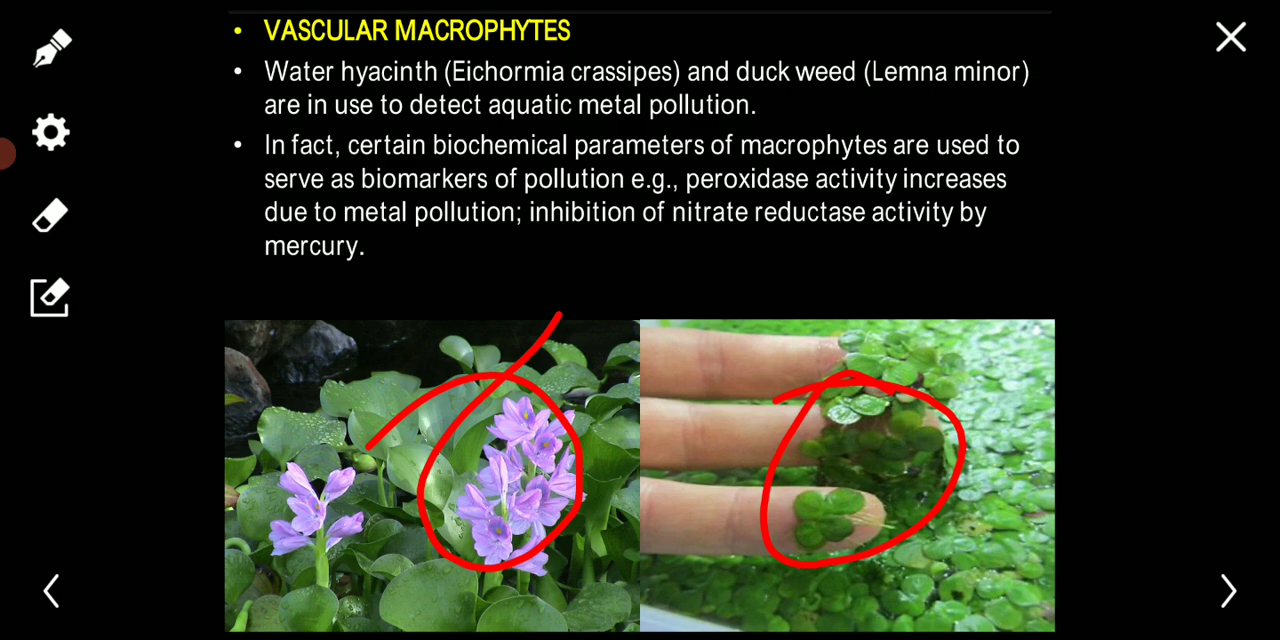 • VASCULAR MACROPHYTES
• Water hyacinth (Eichormia crassipes) and duck weed (Lemna minor)
are in use to detect aquatic metal pollution.
• In fact, certain biochemical parameters of macrophytes are used to
serve as biomarkers of pollution e.g., peroxidase activity increases
due to metal pollution; inhibition of nitrate reductase activity by
mercury.